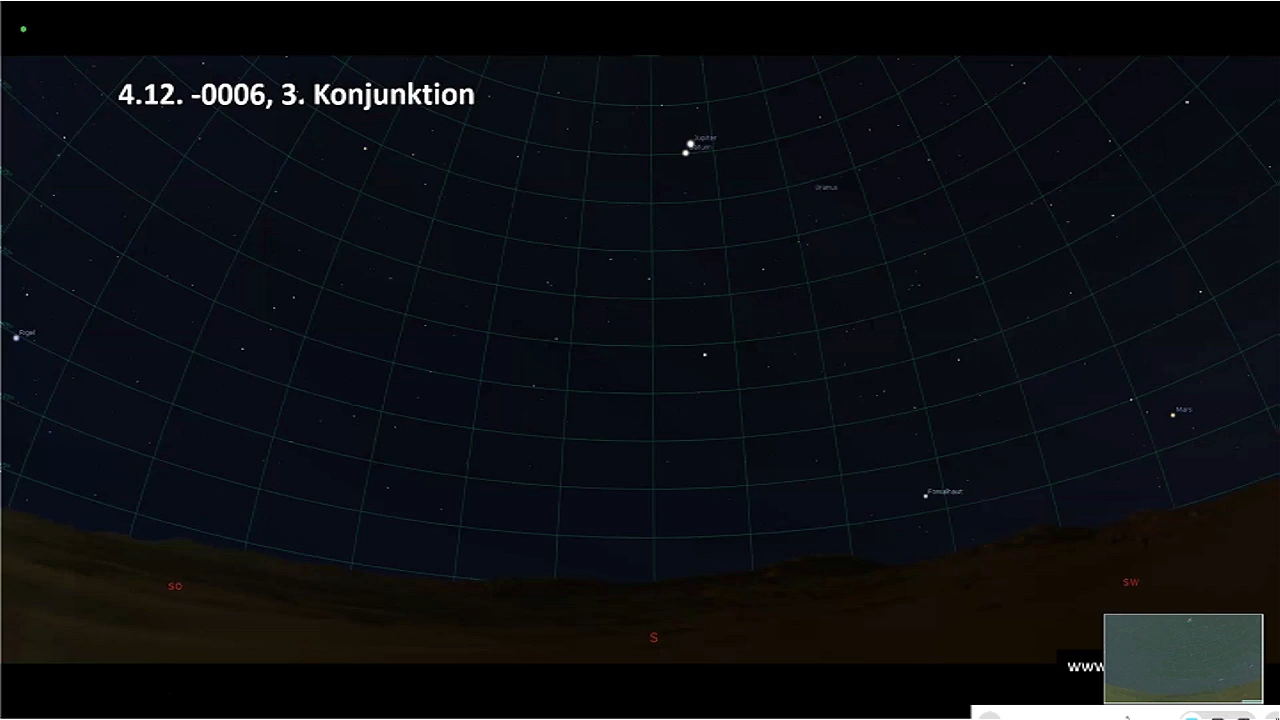 4.12. -0006, 3. Konjunktion
Jupiter
Uranus
Rigel
Mars
Fomalhaut
SO
SW
S
www